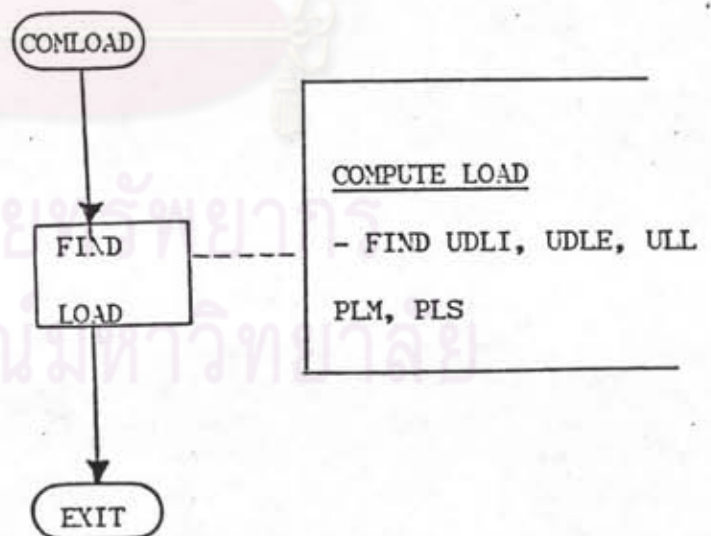 COMLOAD
FIND
LOAD
COMPUTE LOAD
- FIND UDLI, UDLE, ULL
PLM, PLS
EXIT